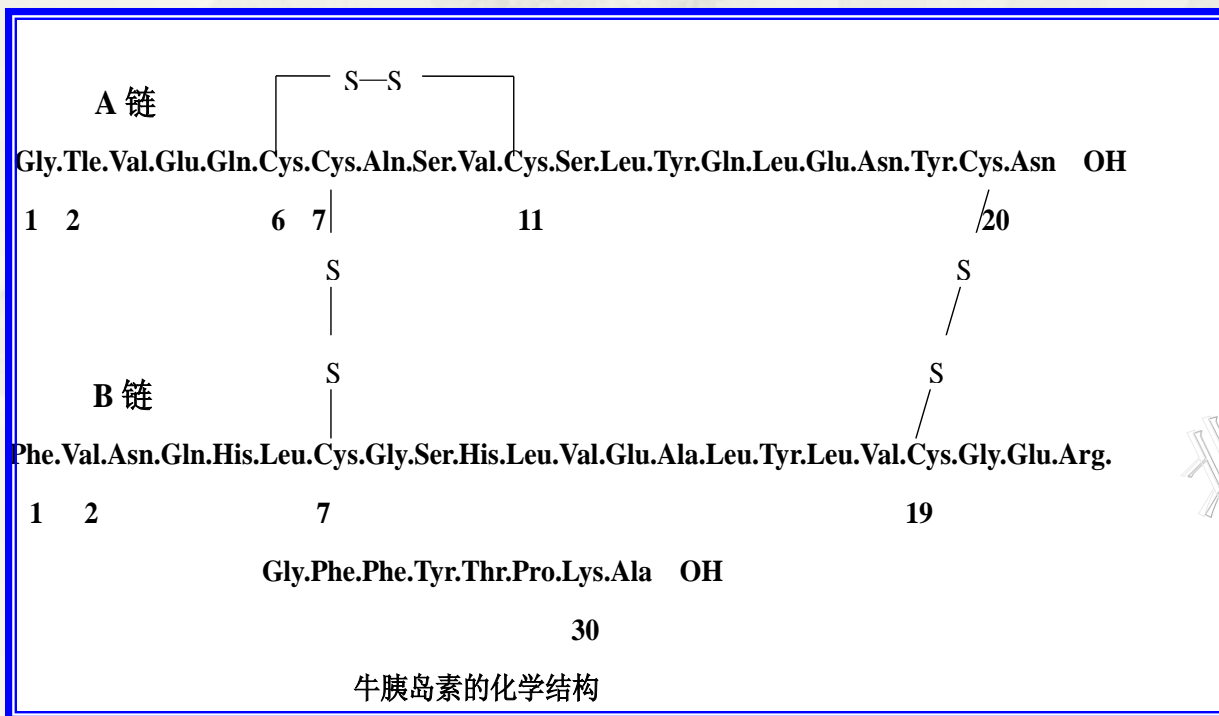 S—S
A 链
Gly.Tle.Val.Glu.Gln.Cys.Cys.Aln.Ser.Val.Cys.Ser.Leu.Tyr.Gln.Leu.Glu.Asn.Tyr.Cys.Asn OH
1 2 6 7 11 20
S S
S S
B 链
Phe.Val.Asn.Gln.His.Leu.Cys.Gly.Ser.His.Leu.Val.Glu.Ala.Leu.Tyr.Leu.Val.Cys.Gly.Glu.Arg.
1 2 7 19
Gly.Phe.Phe.Tyr.Thr.Pro.Lys.Ala OH
30
牛胰岛素的化学结构